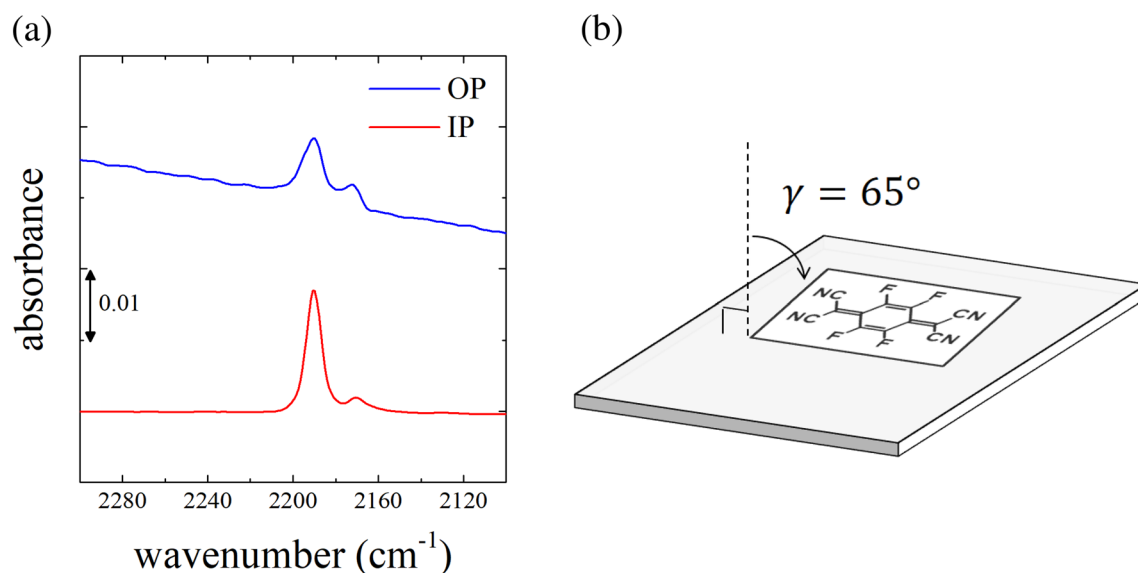 (a)
OP
IP
0.01
absorbance
2280 2240 2200 2160 2120
wavenumber (cm-1)
(b)
γ = 65°
NC F F CN
NC F F CN